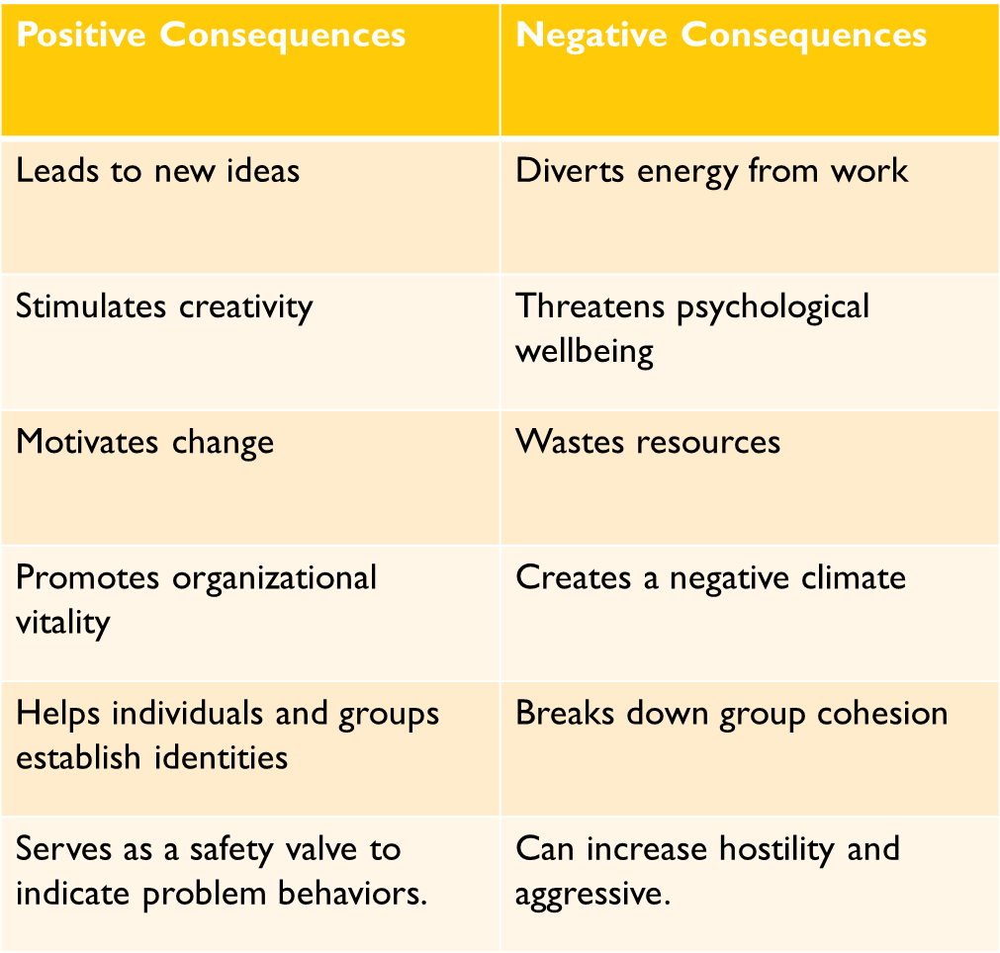 Positive Consequences
Negative Consequences
Leads to new ideas
Diverts energy from work
Stimulates creativity
Threatens psychological
wellbeing
Motivates change
Wastes resources
Promotes organizational
vitality
Creates a negative climate
Helps individuals and groups
establish identities
Breaks down group cohesion
Serves as a safety valve to
indicate problem behaviors.
Can increase hostility and
aggressive.